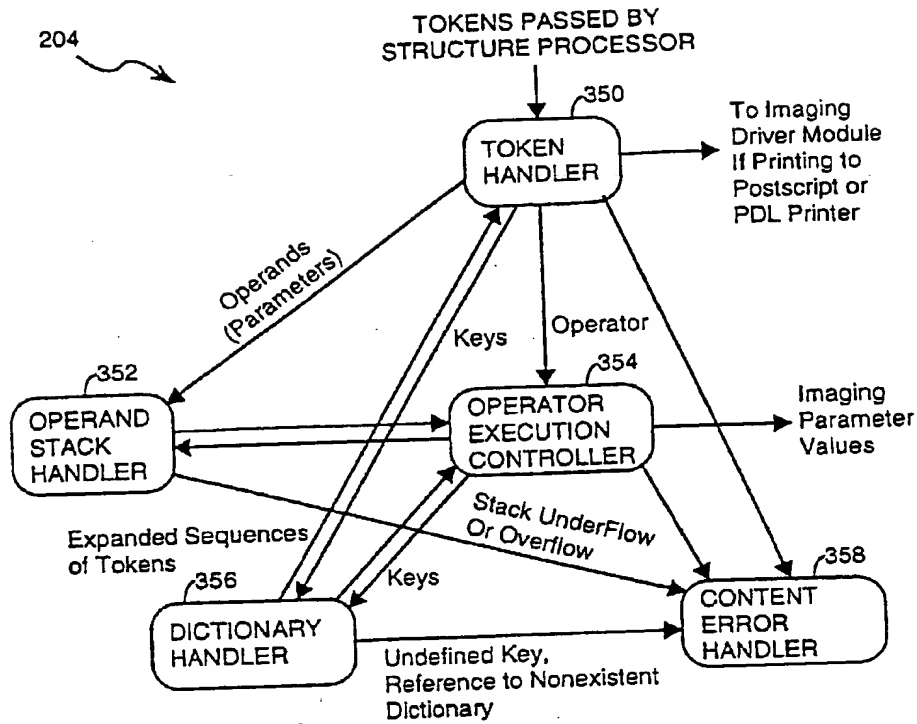 TOKENS PASSED BY
STRUCTURE PROCESSOR
204
350
TOKEN
HANDLER
To Imaging
Driver Module
If Printing to
Postscript or
PDL Printer
Operands
(Parameters)
Keys
Operator
352
OPERAND
STACK
HANDLER
354
OPERATOR
EXECUTION
CONTROLLER
Imaging
Parameter
Values
Expanded Sequences
of Tokens
Stack UnderFlow
Or Overflow
356
DICTIONARY
HANDLER
Keys
358
CONTENT
ERROR
HANDLER
Undefined Key,
Reference to Nonexistent
Dictionary